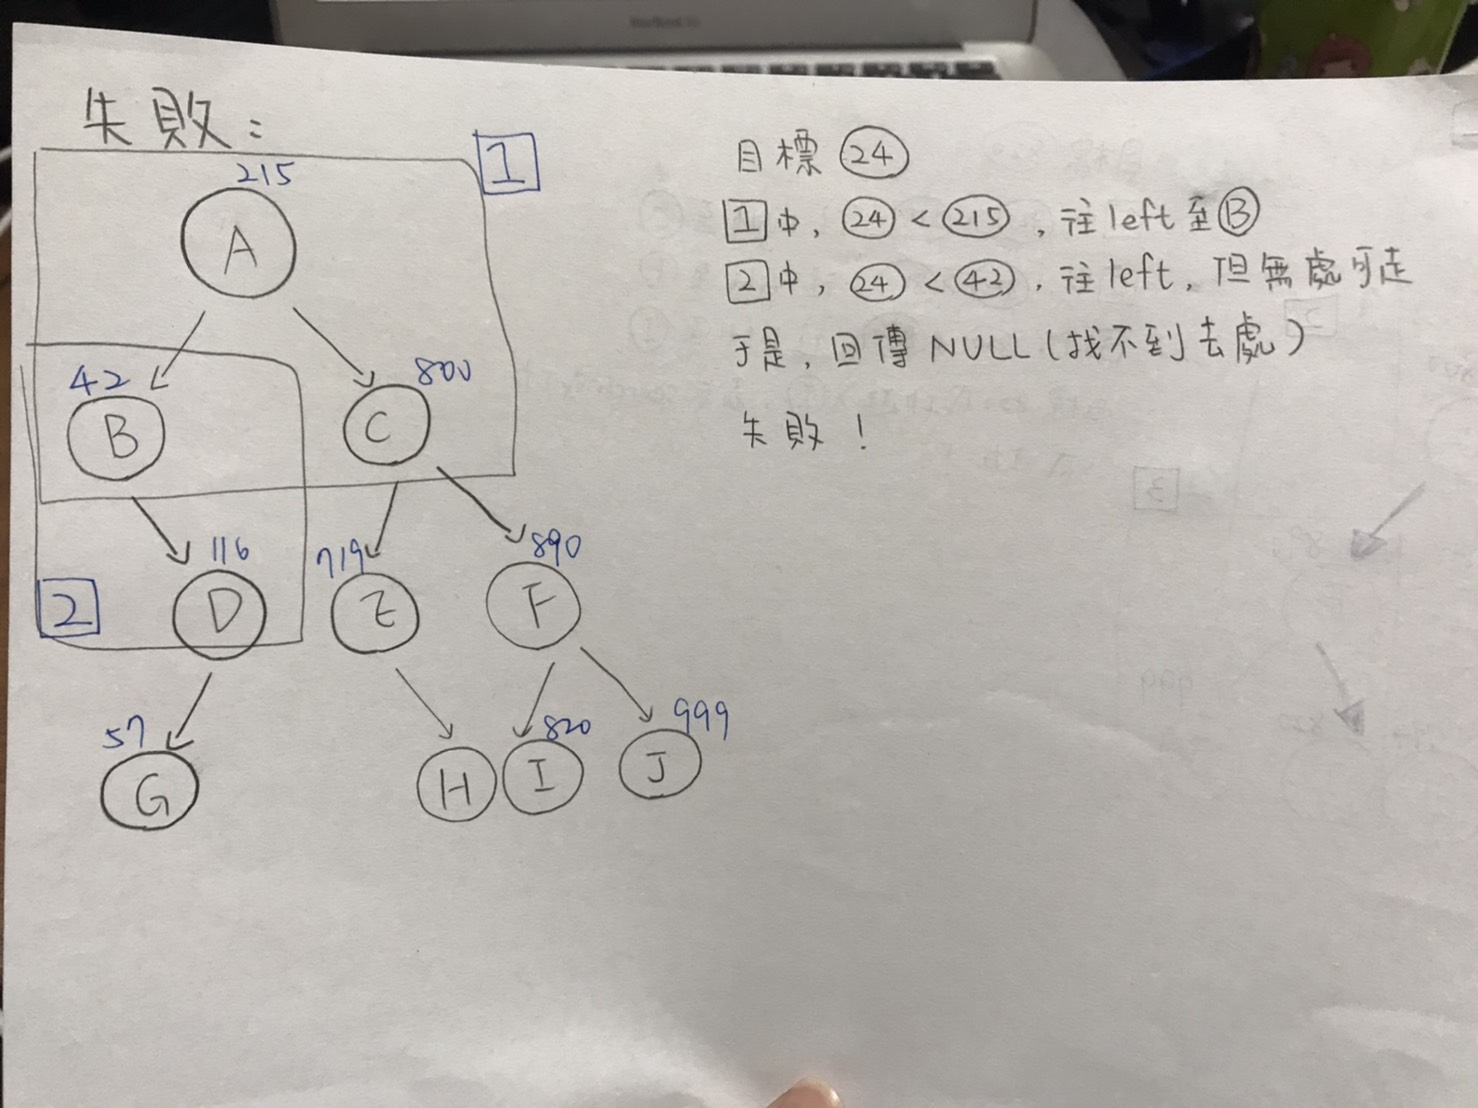 失敗：
1
215
A
42
B
800
C
2
116
D
719
E
890
F
57
G
H
820
I
999
J
目標 24
1 中, 24 < 215, 往 left 至 B
2 中, 24 < 42, 往 left, 但無處可走
于是, 回傳 NULL (找不到去處)
失敗!